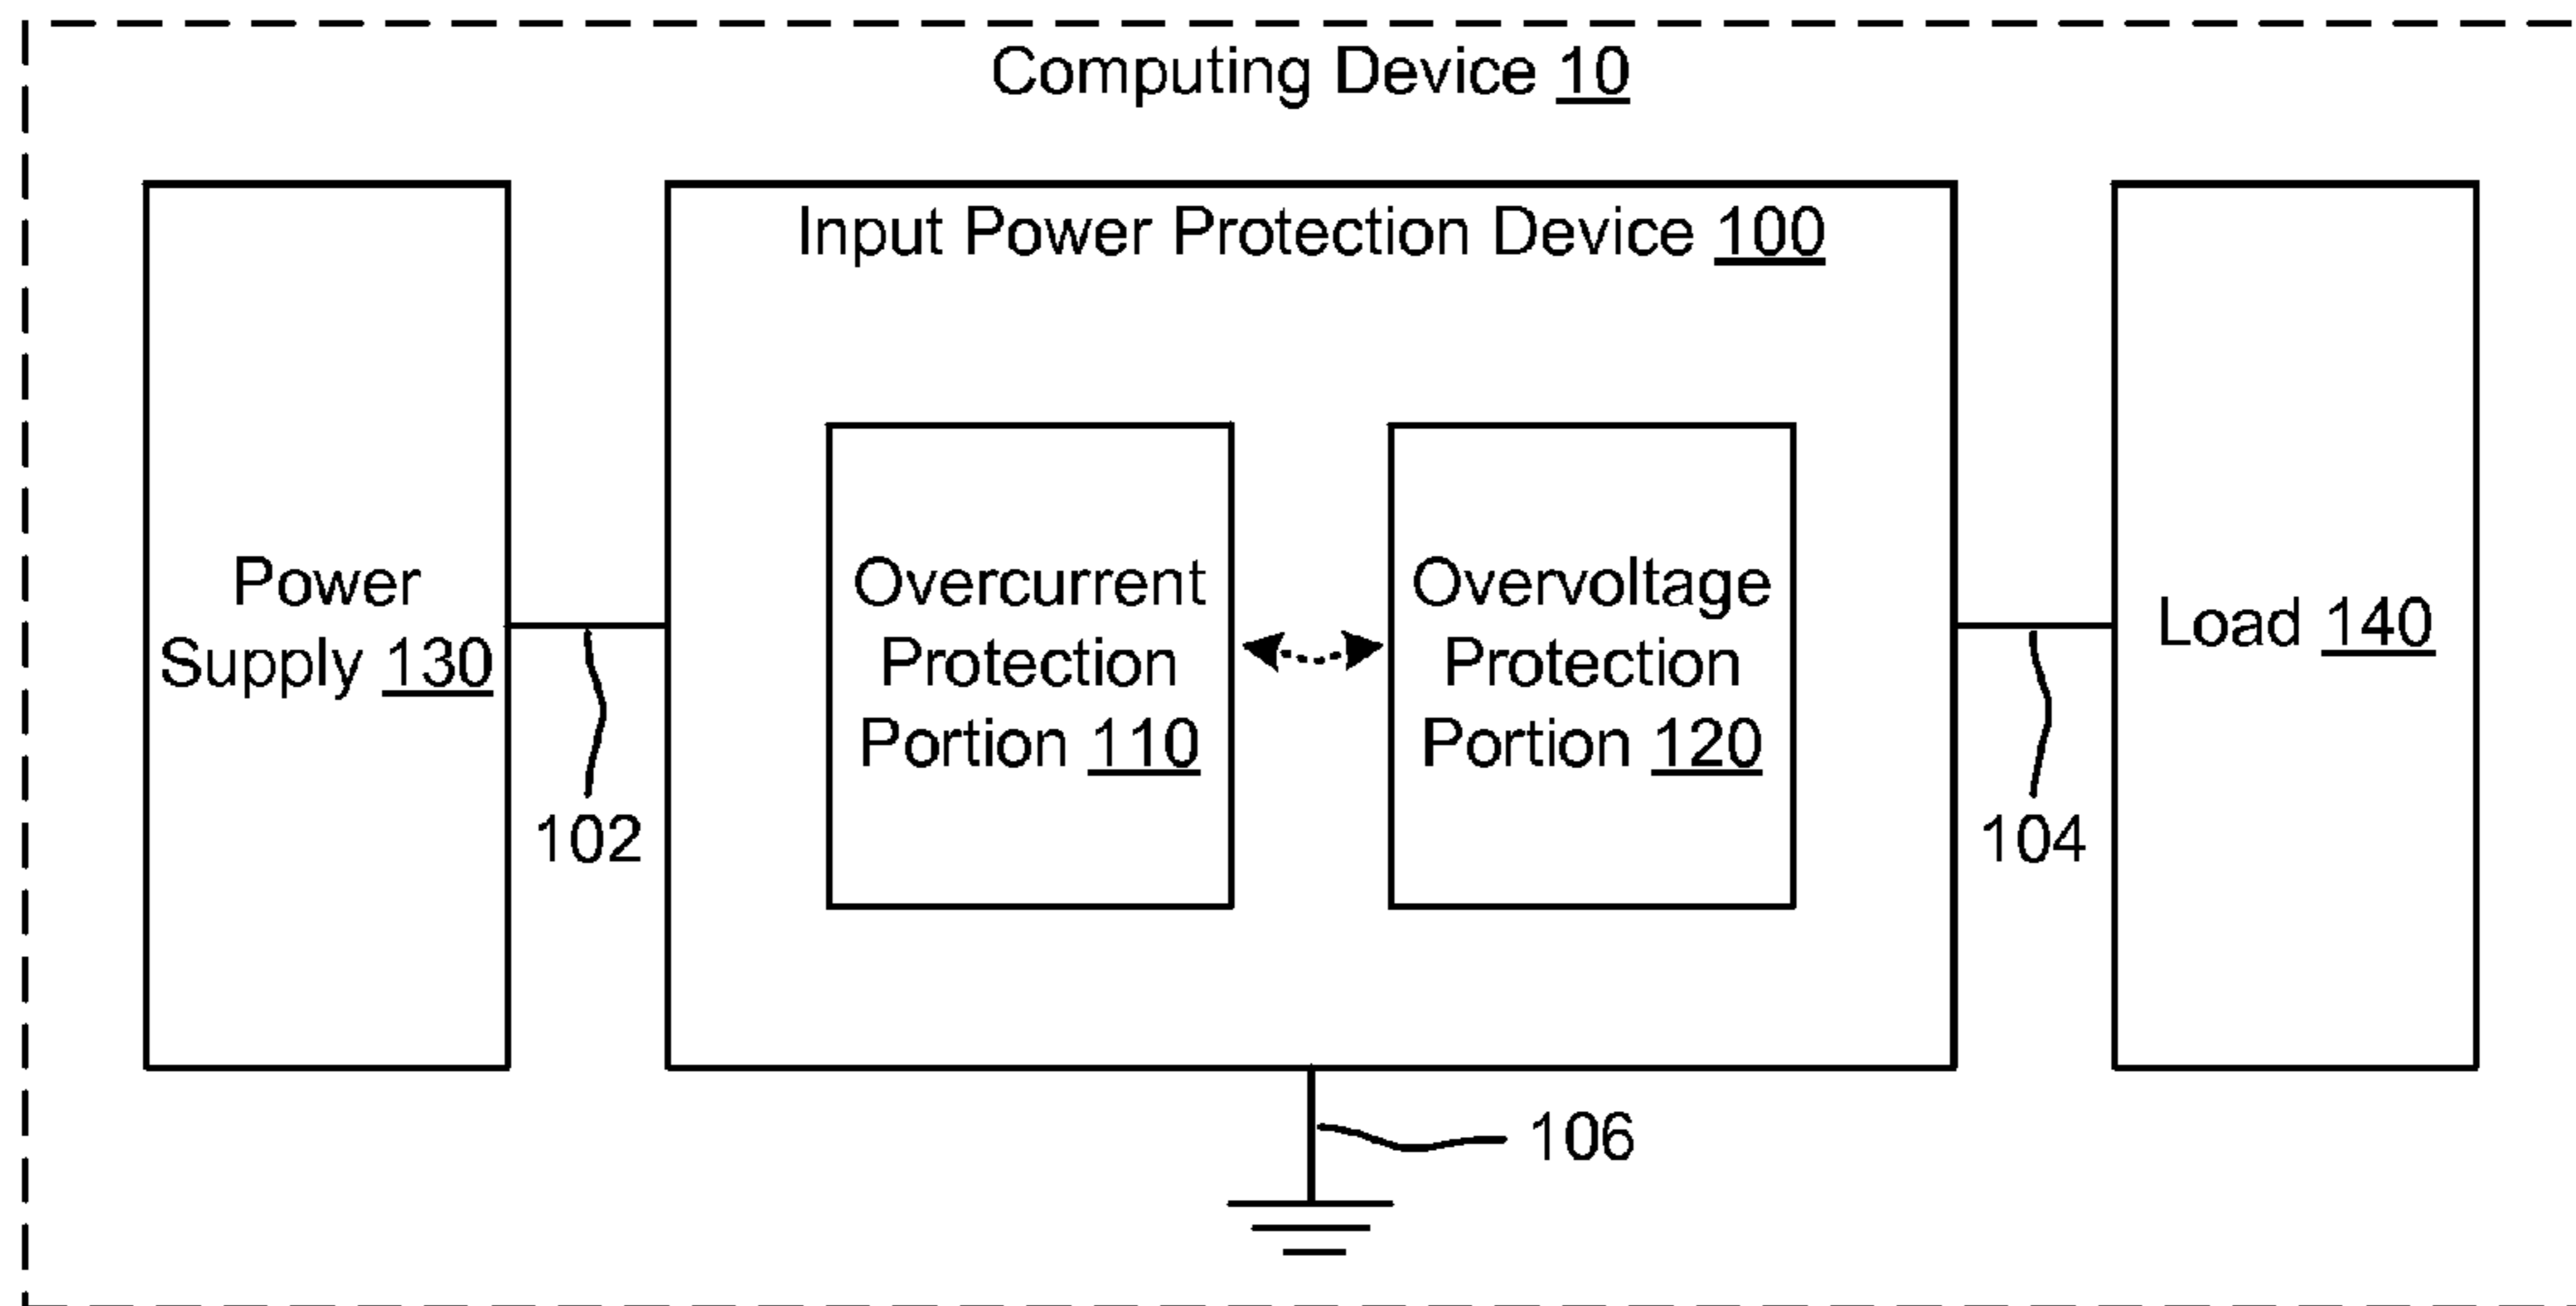 Computing Device 10
Input Power Protection Device 100
Power
Supply 130
Overcurrent
Protection
Portion 110
Overvoltage
Protection
Portion 120
Load 140
102
104
106